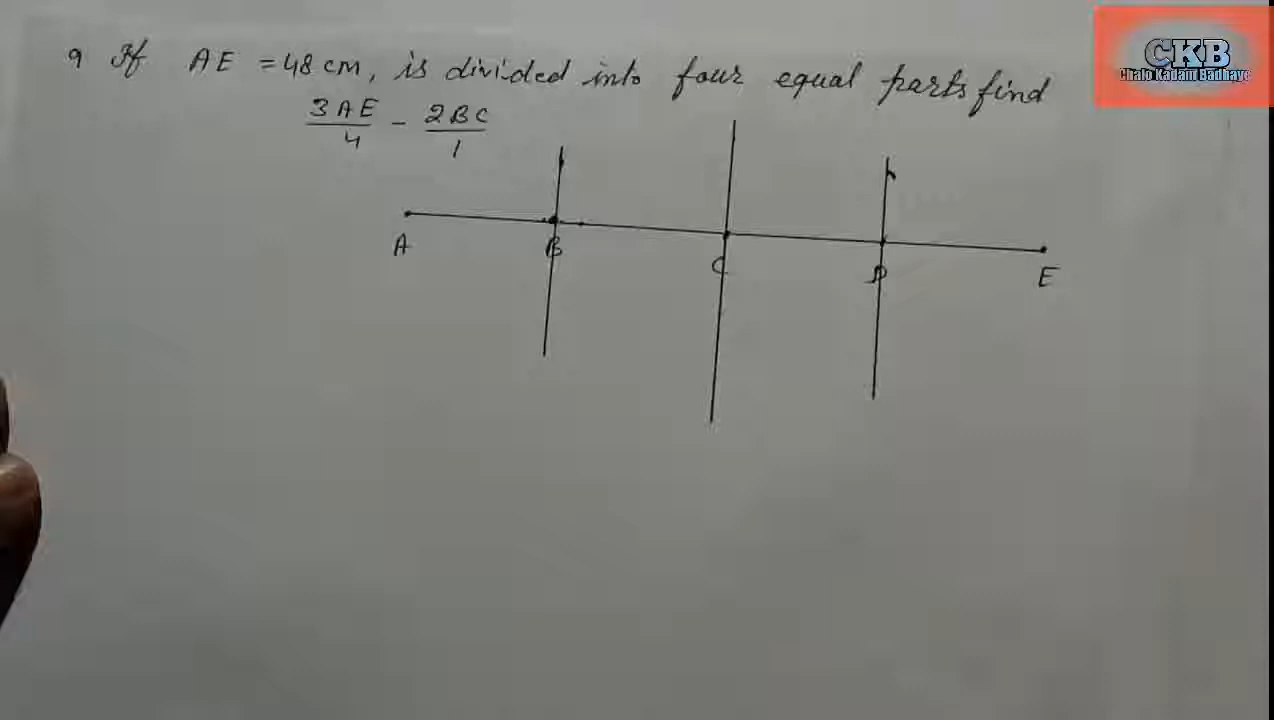 9 If AE = 48 cm, is divided into four equal parts find
3AE/4 - 2BC/1
A B C D E
CKB
Chalo Kadam Badhaye